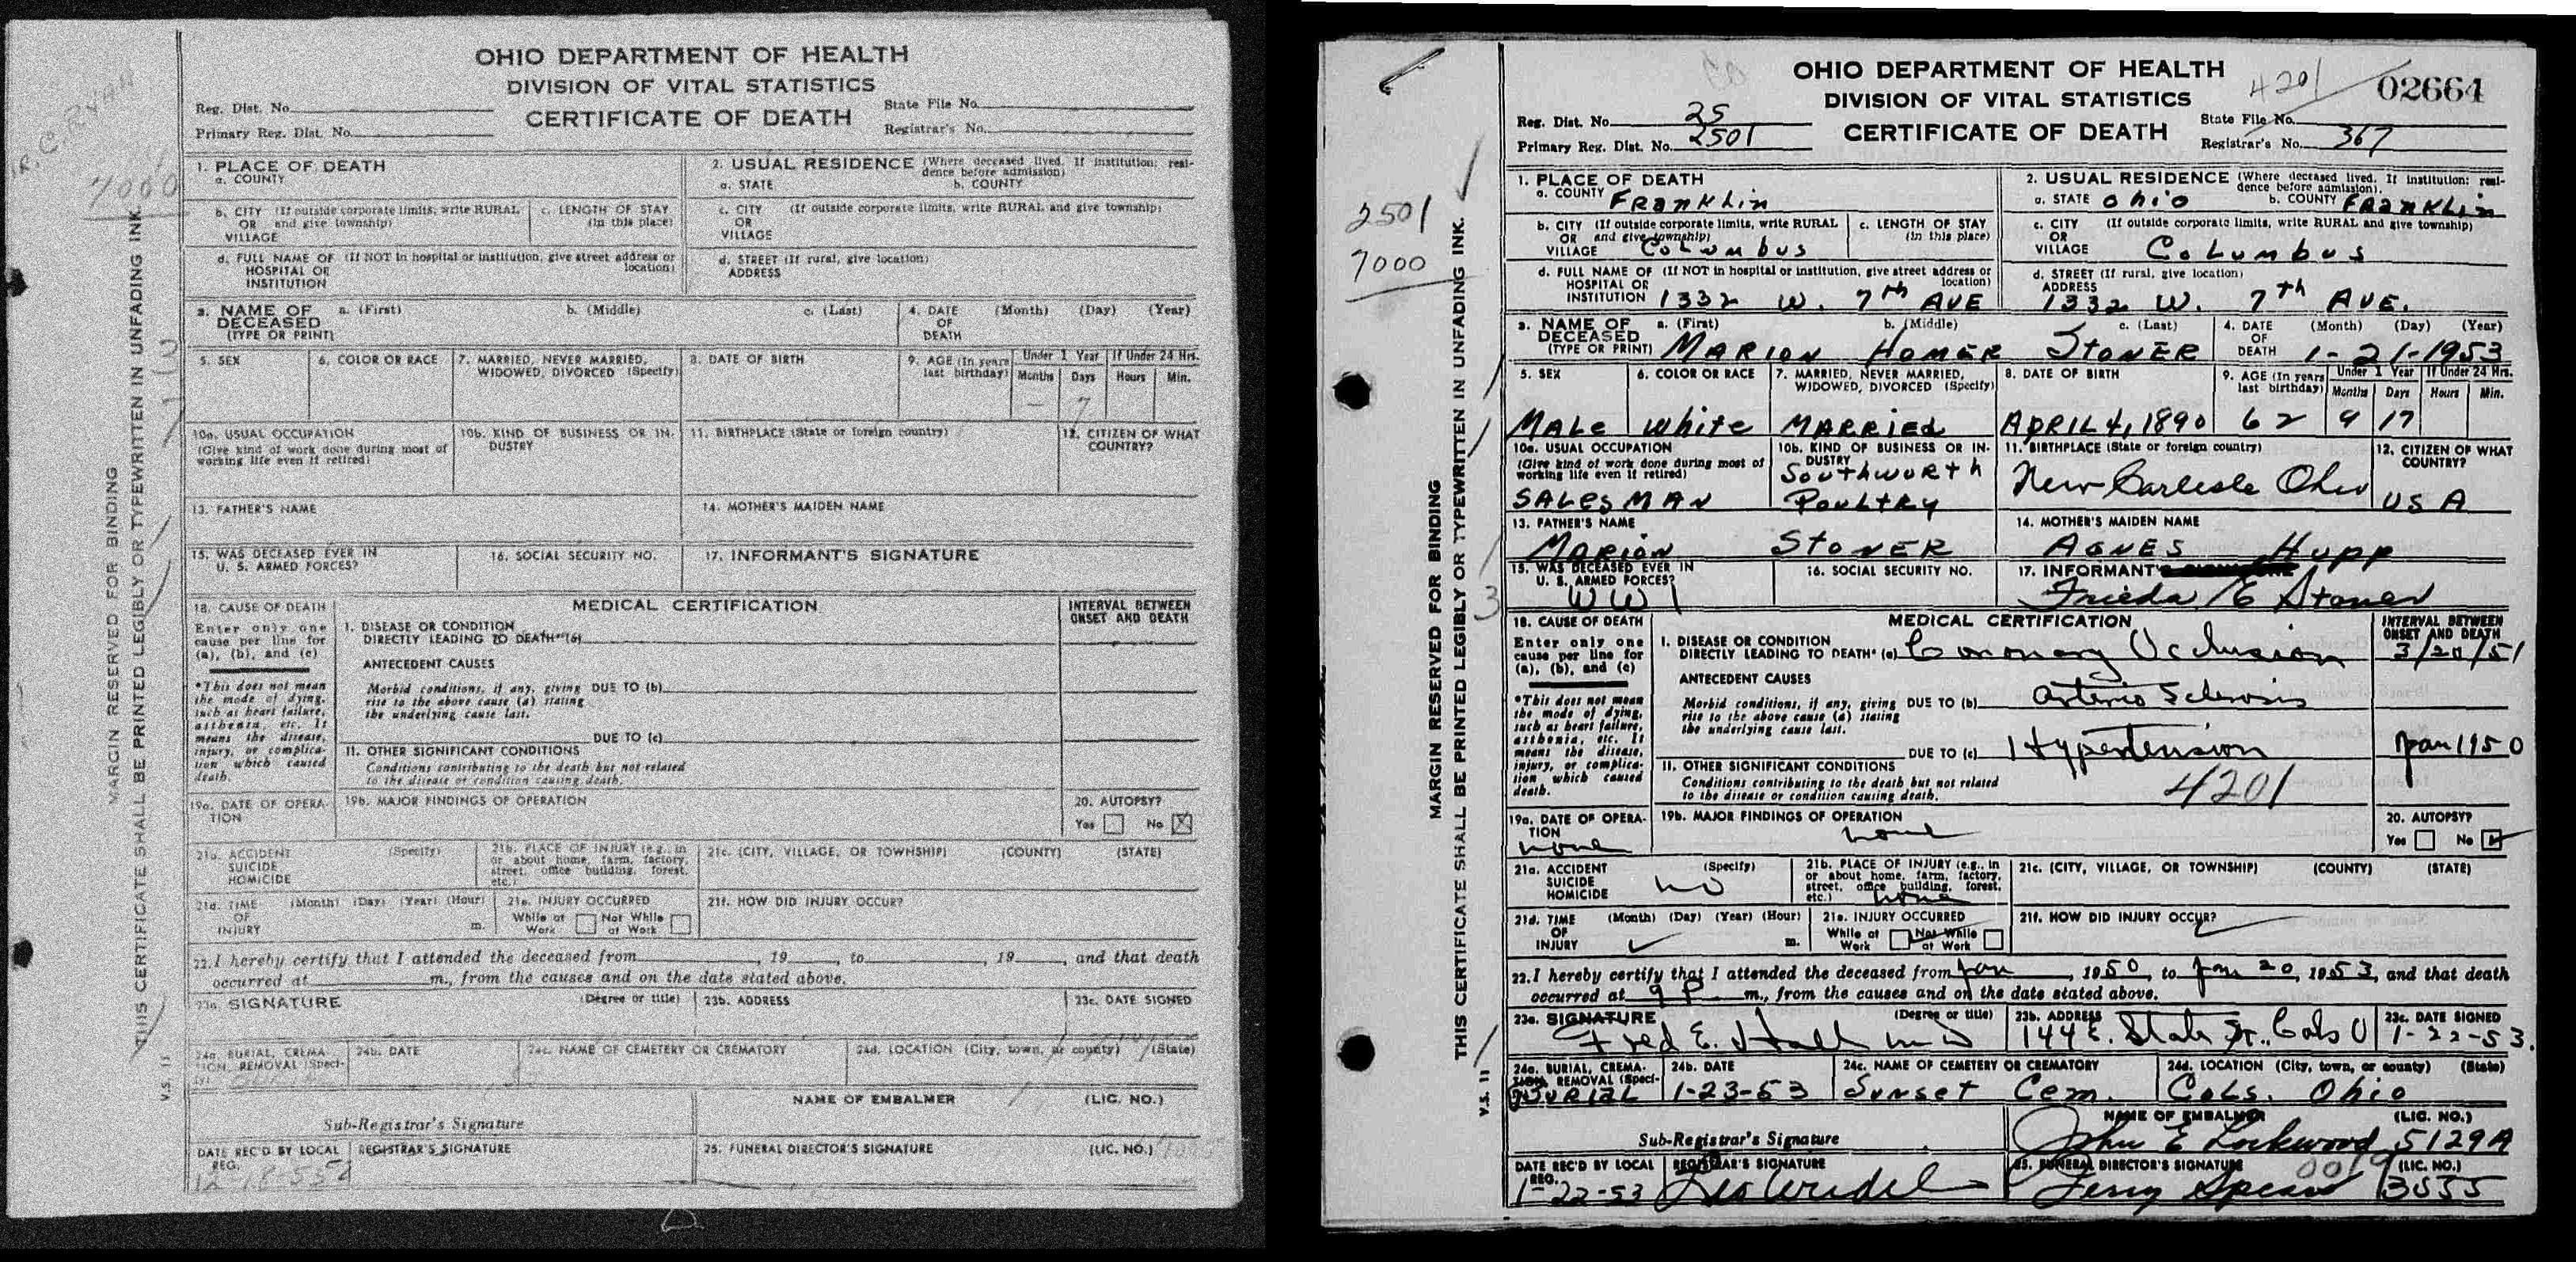 R. C. RYAN
7000
MARGIN RESERVED FOR BINDING
THIS CERTIFICATE SHALL BE PRINTED LEGIBLY OR TYPEWRITTEN IN UNFADING INK.
V.S. 11
OHIO DEPARTMENT OF HEALTH
DIVISION OF VITAL STATISTICS
CERTIFICATE OF DEATH
Reg. Dist. No.
Primary Reg. Dist. No.
State File No.
Registrar's No.
1. PLACE OF DEATH
a. COUNTY
2. USUAL RESIDENCE (Where deceased lived. If institution: resi-
dence before admission)
a. STATE b. COUNTY
b. CITY (If outside corporate limits, write RURAL
OR and give township)
VILLAGE
c. LENGTH OF STAY
(in this place)
c. CITY (If outside corporate limits, write RURAL and give township)
OR
VILLAGE
d. FULL NAME OF (If NOT in hospital or institution, give street address or
HOSPITAL OR location)
INSTITUTION
d. STREET (If rural, give location)
ADDRESS
3. NAME OF a. (First) b. (Middle) c. (Last)
DECEASED
(TYPE OR PRINT)
4. DATE (Month) (Day) (Year)
OF
DEATH
5. SEX
6. COLOR OR RACE
7. MARRIED, NEVER MARRIED,
WIDOWED, DIVORCED (Specify)
8. DATE OF BIRTH
9. AGE (In years
last birthday)
Under 1 Year If Under 24 Hrs.
Months Days Hours Min.
7
10a. USUAL OCCUPATION
(Give kind of work done during most of
working life even if retired)
10b. KIND OF BUSINESS OR IN-
DUSTRY
11. BIRTHPLACE (State or foreign country)
12. CITIZEN OF WHAT
COUNTRY?
13. FATHER'S NAME
14. MOTHER'S MAIDEN NAME
15. WAS DECEASED EVER IN
U. S. ARMED FORCES?
16. SOCIAL SECURITY NO.
17. INFORMANT'S SIGNATURE
18. CAUSE OF DEATH
Enter only one
cause per line for
(a), (b), and (c)
*This does not mean
the mode of dying,
such as heart failure,
asthenia, etc. It
means the disease,
injury, or complica-
tion which caused
death.
MEDICAL CERTIFICATION
INTERVAL BETWEEN
ONSET AND DEATH
I. DISEASE OR CONDITION
DIRECTLY LEADING TO DEATH* (a)
ANTECEDENT CAUSES
Morbid conditions, if any, giving DUE TO (b)
rise to the above cause (a) stating
the underlying cause last.
DUE TO (c)
II. OTHER SIGNIFICANT CONDITIONS
Conditions contributing to the death but not related
to the disease or condition causing death.
19a. DATE OF OPERA-
TION
19b. MAJOR FINDINGS OF OPERATION
20. AUTOPSY?
Yes No X
21a. ACCIDENT (Specify)
SUICIDE
HOMICIDE
21b. PLACE OF INJURY (e.g., in
or about home, farm, factory,
street, office building, forest,
etc.)
21c. (CITY, VILLAGE, OR TOWNSHIP) (COUNTY) (STATE)
21d. TIME (Month) (Day) (Year) (Hour)
OF
INJURY m.
21e. INJURY OCCURRED
While at Not While
Work at Work
21f. HOW DID INJURY OCCUR?
22. I hereby certify that I attended the deceased from , 19 , to , 19 , and that death
occurred at m., from the causes and on the date stated above.
23a. SIGNATURE (Degree or title)
23b. ADDRESS
23c. DATE SIGNED
24a. BURIAL, CREMA-
TION, REMOVAL (Speci-
fy)
24b. DATE
24c. NAME OF CEMETERY OR CREMATORY
24d. LOCATION (City, town, or county) (State)
NAME OF EMBALMER (LIC. NO.)
Sub-Registrar's Signature
DATE REC'D BY LOCAL
REG.
REGISTRAR'S SIGNATURE
25. FUNERAL DIRECTOR'S SIGNATURE (LIC. NO.)
2501
7000
3
MARGIN RESERVED FOR BINDING
THIS CERTIFICATE SHALL BE PRINTED LEGIBLY OR TYPEWRITTEN IN UNFADING INK.
V.S. 11
OHIO DEPARTMENT OF HEALTH
DIVISION OF VITAL STATISTICS
CERTIFICATE OF DEATH
4201
02664
Reg. Dist. No. 25
Primary Reg. Dist. No. 2501
State File No.
Registrar's No. 367
1. PLACE OF DEATH
a. COUNTY FRANKLIN
2. USUAL RESIDENCE (Where deceased lived. If institution: resi-
dence before admission).
a. STATE OHIO b. COUNTY FRANKLIN
b. CITY (If outside corporate limits, write RURAL
OR and give township)
VILLAGE COLUMBUS
c. LENGTH OF STAY
(in this place)
c. CITY (If outside corporate limits, write RURAL and give township)
OR
VILLAGE COLUMBUS
d. FULL NAME OF (If NOT in hospital or institution, give street address or
HOSPITAL OR location)
INSTITUTION 1332 W. 7th AVE
d. STREET (If rural, give location)
ADDRESS
1332 W. 7th AVE.
3. NAME OF a. (First) b. (Middle) c. (Last)
DECEASED
(TYPE OR PRINT) MARION HOMER STONER
4. DATE (Month) (Day) (Year)
OF
DEATH 1-21-1953
5. SEX
MALE
6. COLOR OR RACE
White
7. MARRIED, NEVER MARRIED,
WIDOWED, DIVORCED (Specify)
MARRIED
8. DATE OF BIRTH
APRIL 4, 1890
9. AGE (In years
last birthday)
62
Under 1 Year If Under 24 Hrs.
Months Days Hours Min.
9 17
10a. USUAL OCCUPATION
(Give kind of work done during most of
working life even if retired)
SALESMAN
10b. KIND OF BUSINESS OR IN-
DUSTRY
SOUTHWORTH
POULTRY
11. BIRTHPLACE (State or foreign country)
New Carlisle Ohio
12. CITIZEN OF WHAT
COUNTRY?
USA
13. FATHER'S NAME
MARION STONER
14. MOTHER'S MAIDEN NAME
AGNES Hupp
15. WAS DECEASED EVER IN
U. S. ARMED FORCES?
WW 1
16. SOCIAL SECURITY NO.
17. INFORMANT'S
Frieda E Stoner
18. CAUSE OF DEATH
Enter only one
cause per line for
(a), (b), and (c)
*This does not mean
the mode of dying,
such as heart failure,
asthenia, etc. It
means the disease,
injury, or complica-
tion which caused
death.
MEDICAL CERTIFICATION
INTERVAL BETWEEN
ONSET AND DEATH
I. DISEASE OR CONDITION
DIRECTLY LEADING TO DEATH* (a) Coronary Occlusion 3/20/51
ANTECEDENT CAUSES
Morbid conditions, if any, giving DUE TO (b) Arterio Sclerosis
rise to the above cause (a) stating
the underlying cause last.
DUE TO (c) Hypertension Jan 1950
II. OTHER SIGNIFICANT CONDITIONS
Conditions contributing to the death but not related
to the disease or condition causing death.
4201
19a. DATE OF OPERA-
TION
none
19b. MAJOR FINDINGS OF OPERATION
none
20. AUTOPSY?
Yes No
21a. ACCIDENT (Specify)
SUICIDE
HOMICIDE
no
21b. PLACE OF INJURY (e.g., in
or about home, farm, factory,
street, office building, forest,
etc.) none
21c. (CITY, VILLAGE, OR TOWNSHIP) (COUNTY) (STATE)
21d. TIME (Month) (Day) (Year) (Hour)
OF
INJURY m.
21e. INJURY OCCURRED
While at Not While
Work at Work
21f. HOW DID INJURY OCCUR?
22. I hereby certify that I attended the deceased from Jan , 1950, to Jan 20, 1953, and that death
occurred at 9 P. m., from the causes and on the date stated above.
23a. SIGNATURE (Degree or title)
Fred E. Hall M D
23b. ADDRESS
144 E. State St. Cols O
23c. DATE SIGNED
1-22-53.
24a. BURIAL, CREMA-
TION, REMOVAL (Speci-
fy) BURIAL
24b. DATE
1-23-53
24c. NAME OF CEMETERY OR CREMATORY
Sunset Cem.
24d. LOCATION (City, town, or county) (State)
Cols. Ohio
NAME OF EMBALMER (LIC. NO.)
John E Lockwood 5129A
Sub-Registrar's Signature
DATE REC'D BY LOCAL
REG.
1-22-53
REGISTRAR'S SIGNATURE
25. FUNERAL DIRECTOR'S SIGNATURE (LIC. NO.)
Jerry Spears 3535